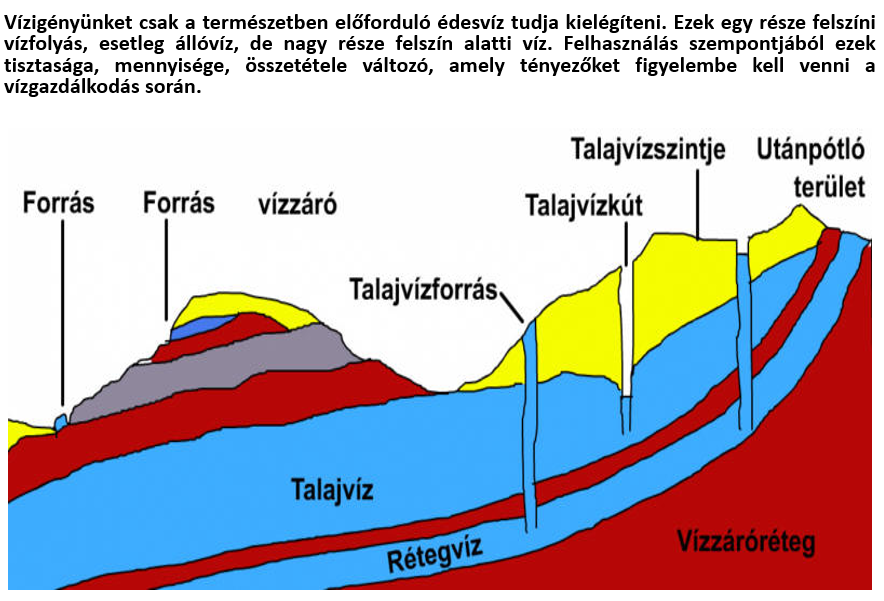 Vízigényünket csak a természetben előforduló édesvíz tudja kielégíteni. Ezek egy része felszíni
vízfolyás, esetleg állóvíz, de nagy része felszín alatti víz. Felhasználás szempontjából ezek
tisztasága, mennyisége, összetétele változó, amely tényezőket figyelembe kell venni a
vízgazdálkodás során.
Talajvízszintje
Utánpótló
terület
Forrás
Forrás
vízzáró
Talajvízkút
Talajvízforrás
Talajvíz
Rétegvíz
Vízzáróréteg